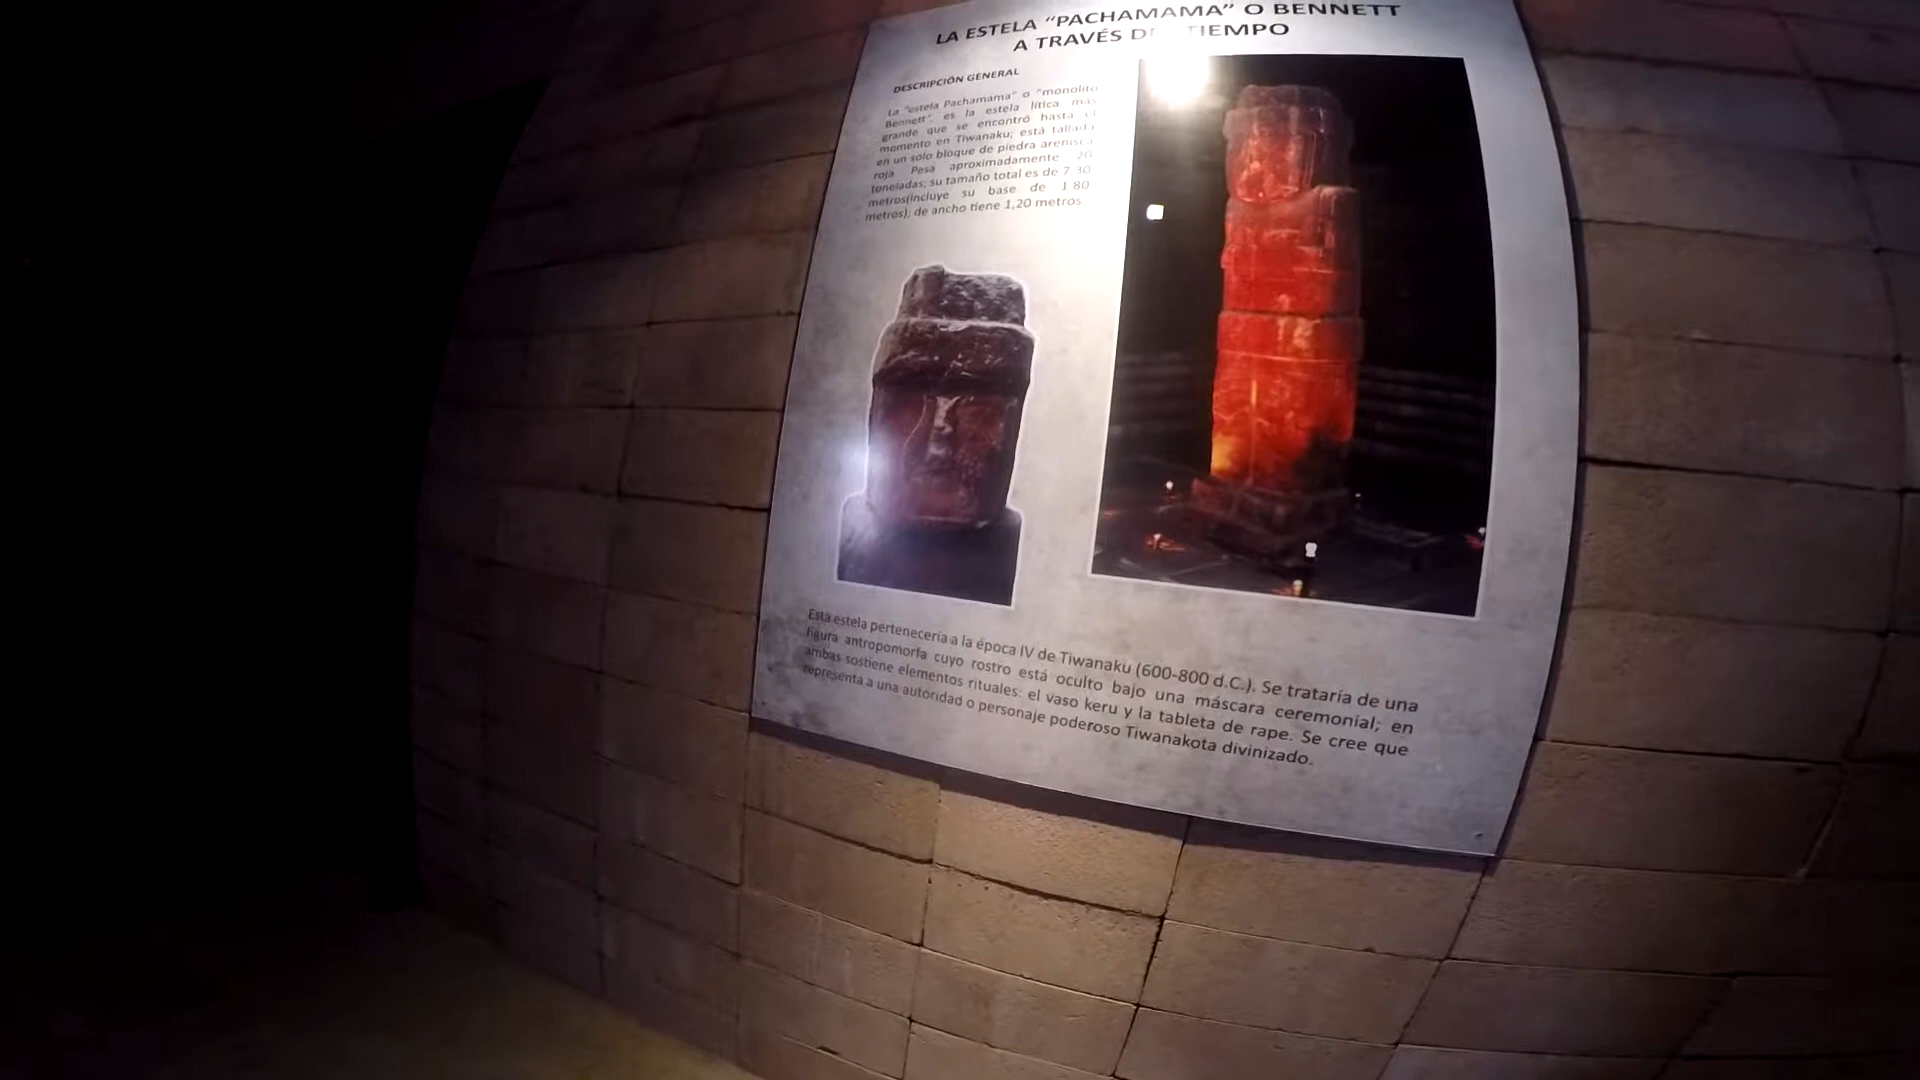 LA ESTELA "PACHAMAMA" O BENNETT
A TRAVÉS TIEMPO
DESCRIPCIÓN GENERAL
La "estela Pachamama" o "monolito
Bennett", es la estela lítica más
grande que se encontró hasta el
momento en Tiwanaku; está tallada
en un solo bloque de piedra arenisca
roja Pesa aproximadamente 20
toneladas; su tamaño total es de 7.30
metros(incluye su base de 1.80
metros); de ancho tiene 1,20 metros
Esta estela pertenecería a la época IV de Tiwanaku (600-800 d.C.). Se trataría de una
figura antropomorfa cuyo rostro está oculto bajo una máscara ceremonial; en
ambas sostiene elementos rituales: el vaso keru y la tableta de rape. Se cree que
representa a una autoridad o personaje poderoso Tiwanakota divinizado.